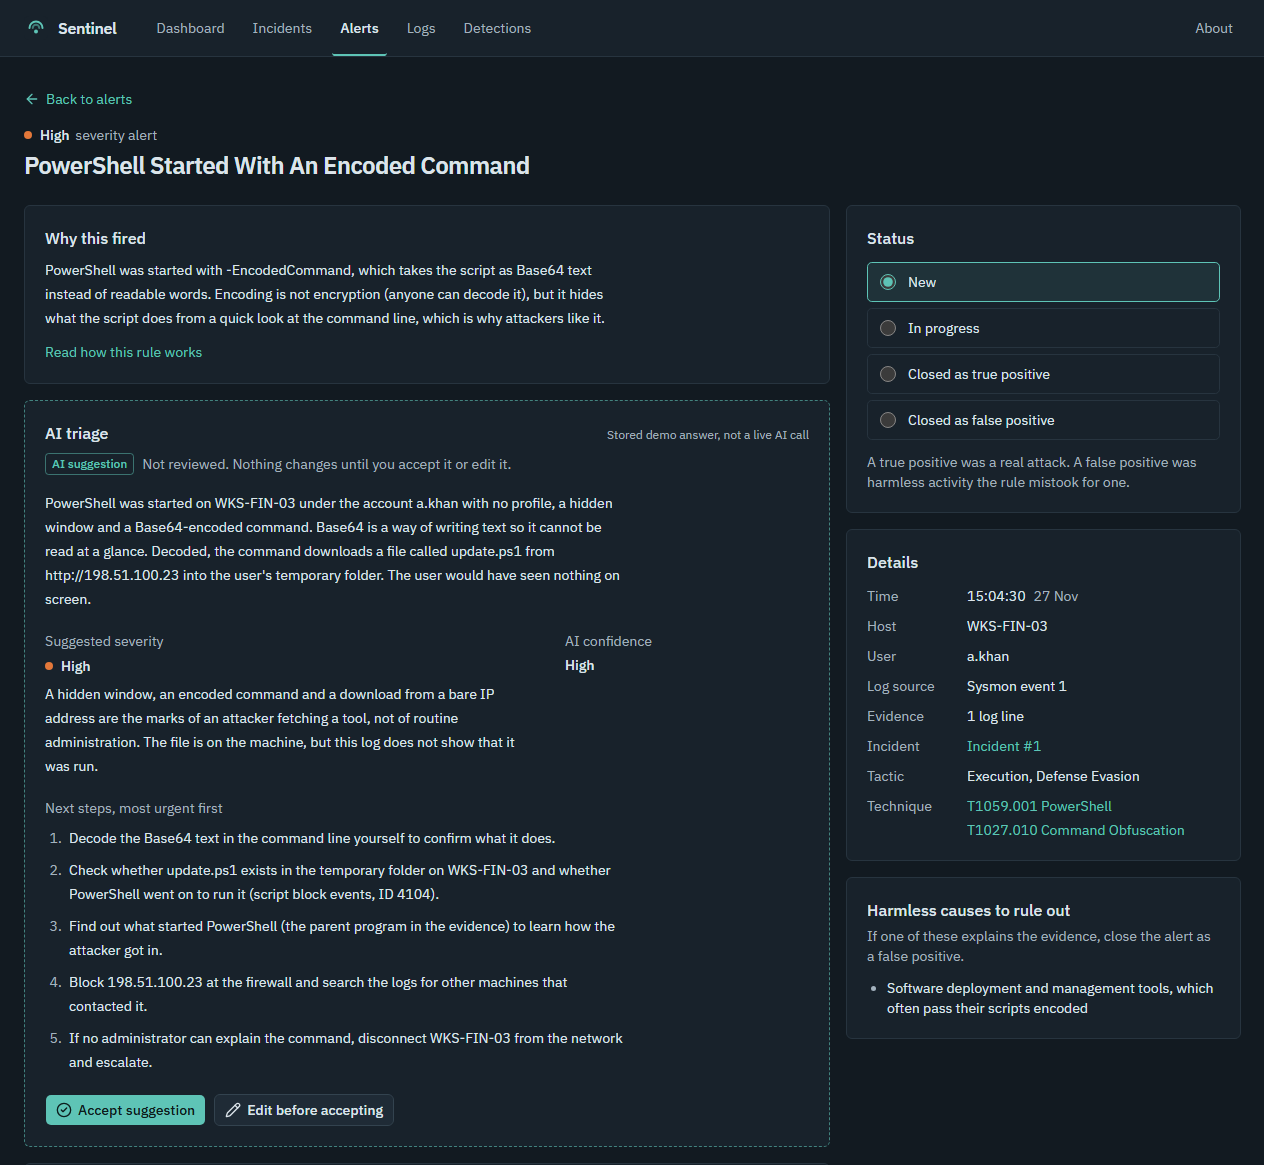 Sentinel
Dashboard
Incidents
Alerts
Logs
Detections
About
Back to alerts
High severity alert
PowerShell Started With An Encoded Command
Why this fired
PowerShell was started with -EncodedCommand, which takes the script as Base64 text
instead of readable words. Encoding is not encryption (anyone can decode it), but it hides
what the script does from a quick look at the command line, which is why attackers like it.
Read how this rule works
AI triage
Stored demo answer, not a live AI call
AI suggestion
Not reviewed. Nothing changes until you accept it or edit it.
PowerShell was started on WKS-FIN-03 under the account a.khan with no profile, a hidden
window and a Base64-encoded command. Base64 is a way of writing text so it cannot be
read at a glance. Decoded, the command downloads a file called update.ps1 from
http://198.51.100.23 into the user's temporary folder. The user would have seen nothing on
screen.
Suggested severity
High
A hidden window, an encoded command and a download from a bare IP
address are the marks of an attacker fetching a tool, not of routine
administration. The file is on the machine, but this log does not show that it
was run.
AI confidence
High
Next steps, most urgent first
1. Decode the Base64 text in the command line yourself to confirm what it does.
2. Check whether update.ps1 exists in the temporary folder on WKS-FIN-03 and whether
PowerShell went on to run it (script block events, ID 4104).
3. Find out what started PowerShell (the parent program in the evidence) to learn how the
attacker got in.
4. Block 198.51.100.23 at the firewall and search the logs for other machines that
contacted it.
5. If no administrator can explain the command, disconnect WKS-FIN-03 from the network
and escalate.
Accept suggestion
Edit before accepting
Status
New
In progress
Closed as true positive
Closed as false positive
A true positive was a real attack. A false positive was
harmless activity the rule mistook for one.
Details
Time 15:04:30 27 Nov
Host WKS-FIN-03
User a.khan
Log source Sysmon event 1
Evidence 1 log line
Incident Incident #1
Tactic Execution, Defense Evasion
Technique T1059.001 PowerShell
T1027.010 Command Obfuscation
Harmless causes to rule out
If one of these explains the evidence, close the alert as
a false positive.
• Software deployment and management tools, which
often pass their scripts encoded